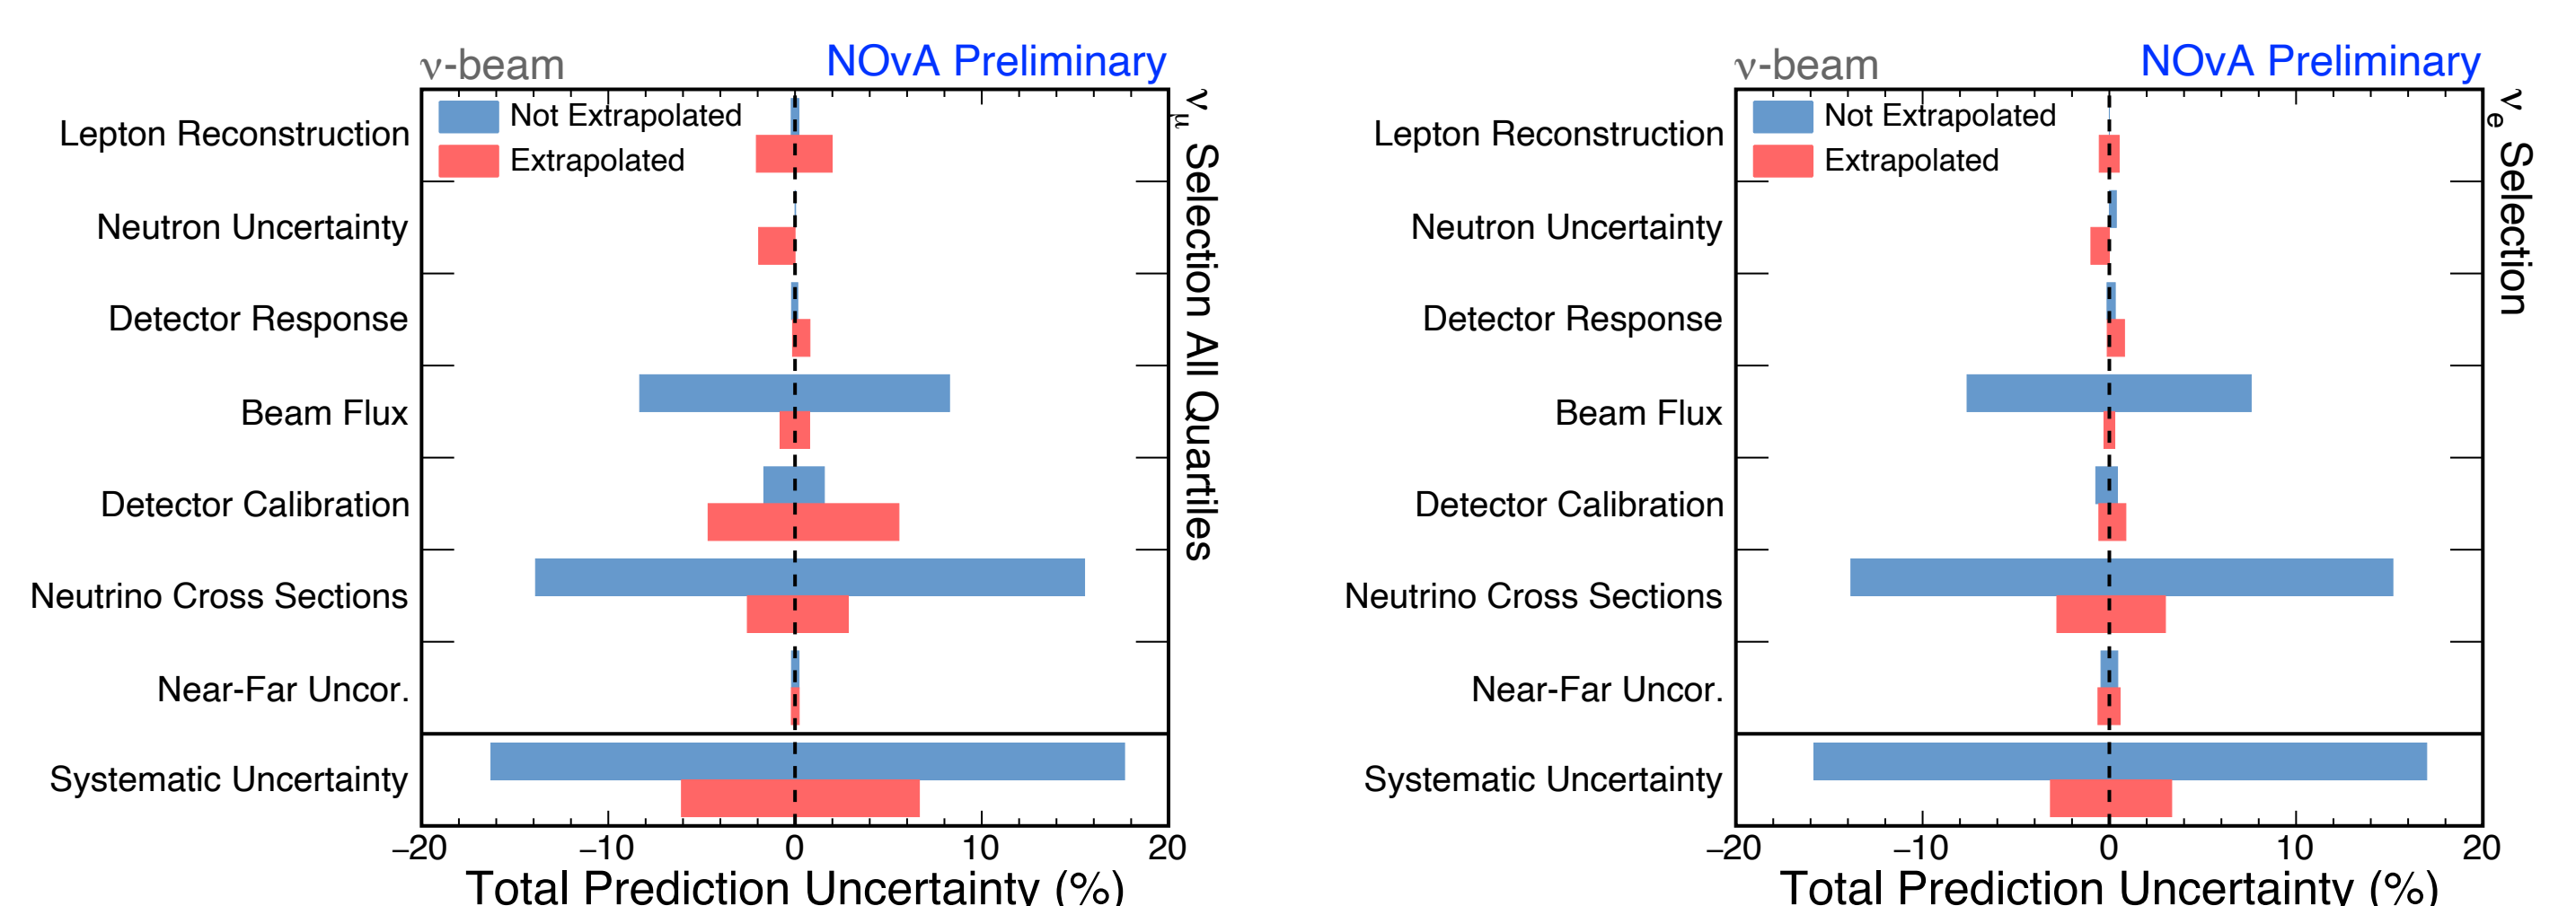 ν-beam NOvA Preliminary
Not Extrapolated
Extrapolated
Lepton Reconstruction
Neutron Uncertainty
Detector Response
Beam Flux
Detector Calibration
Neutrino Cross Sections
Near-Far Uncor.
Systematic Uncertainty
−20 −10 0 10 20
Total Prediction Uncertainty (%)
νμ Selection All Quartiles
ν-beam NOvA Preliminary
Not Extrapolated
Extrapolated
Lepton Reconstruction
Neutron Uncertainty
Detector Response
Beam Flux
Detector Calibration
Neutrino Cross Sections
Near-Far Uncor.
Systematic Uncertainty
−20 −10 0 10 20
Total Prediction Uncertainty (%)
νe Selection